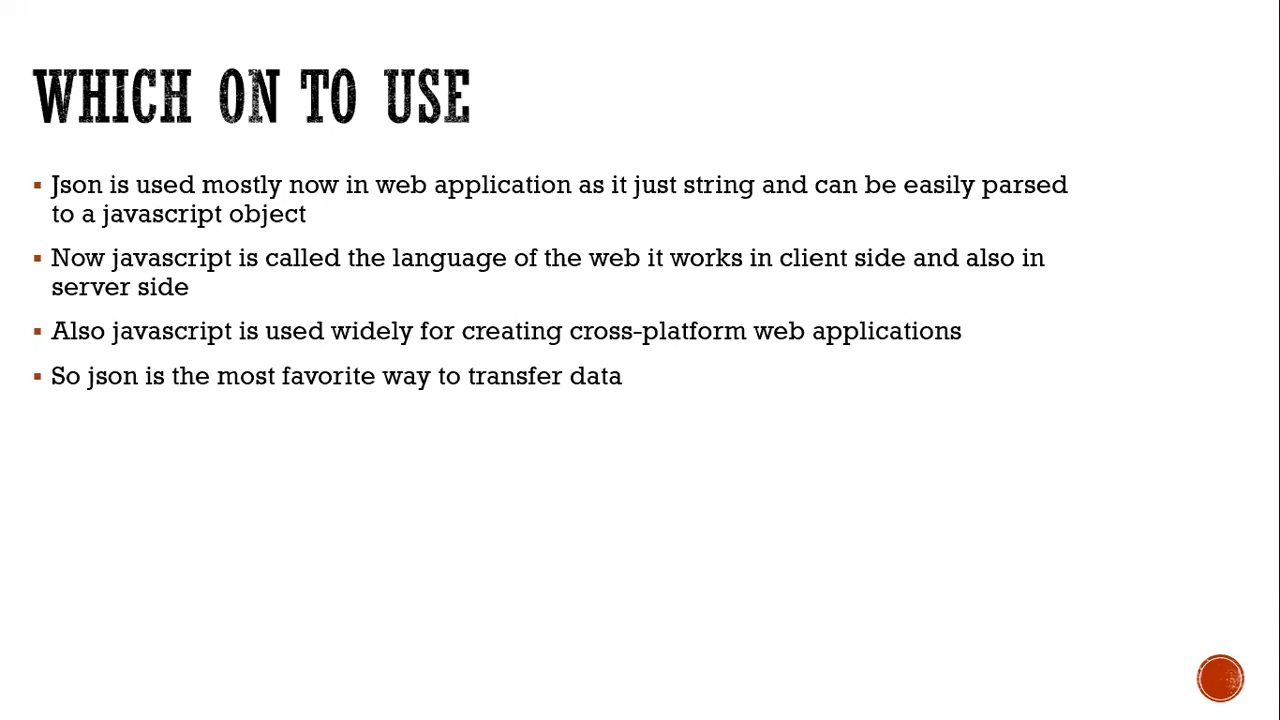 WHICH ON TO USE
Json is used mostly now in web application as it just string and can be easily parsed
to a javascript object
Now javascript is called the language of the web it works in client side and also in
server side
Also javascript is used widely for creating cross-platform web applications
So json is the most favorite way to transfer data